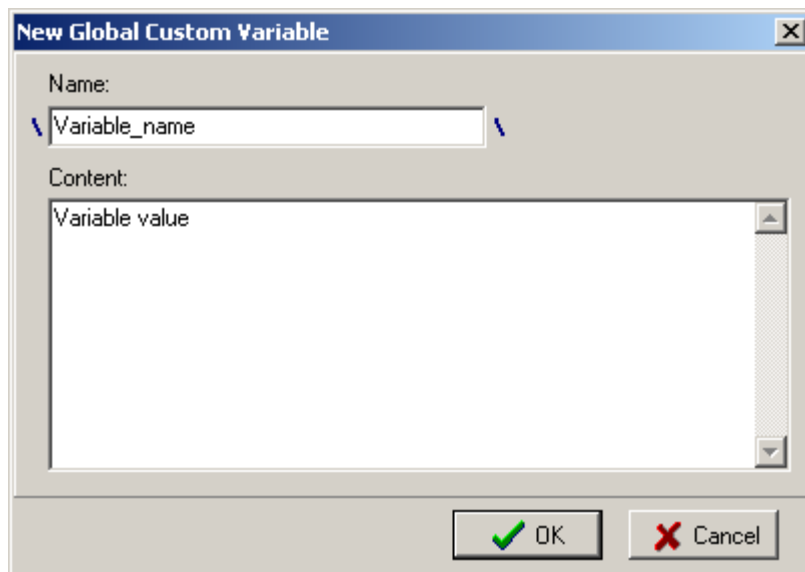 New Global Custom Variable
Name:
\ Variable_name \
Content:
Variable value
OK Cancel